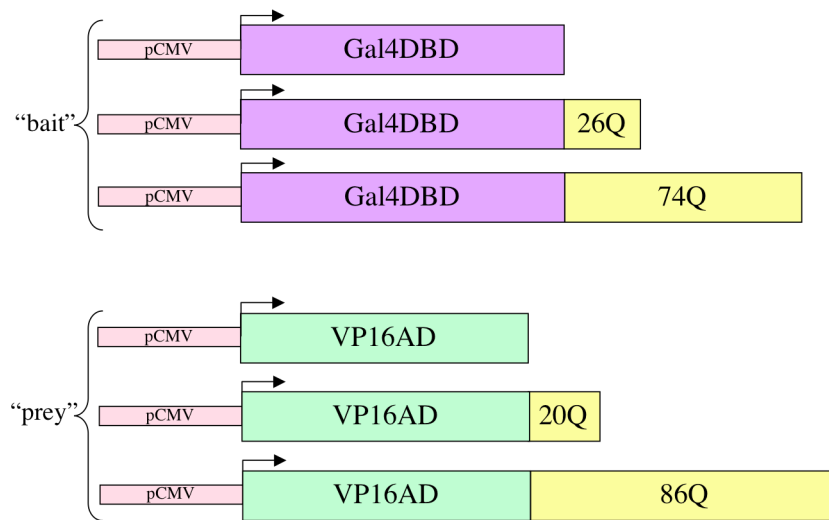 pCMV Gal4DBD
“bait” pCMV Gal4DBD 26Q
pCMV Gal4DBD 74Q
pCMV VP16AD
“prey” pCMV VP16AD 20Q
pCMV VP16AD 86Q